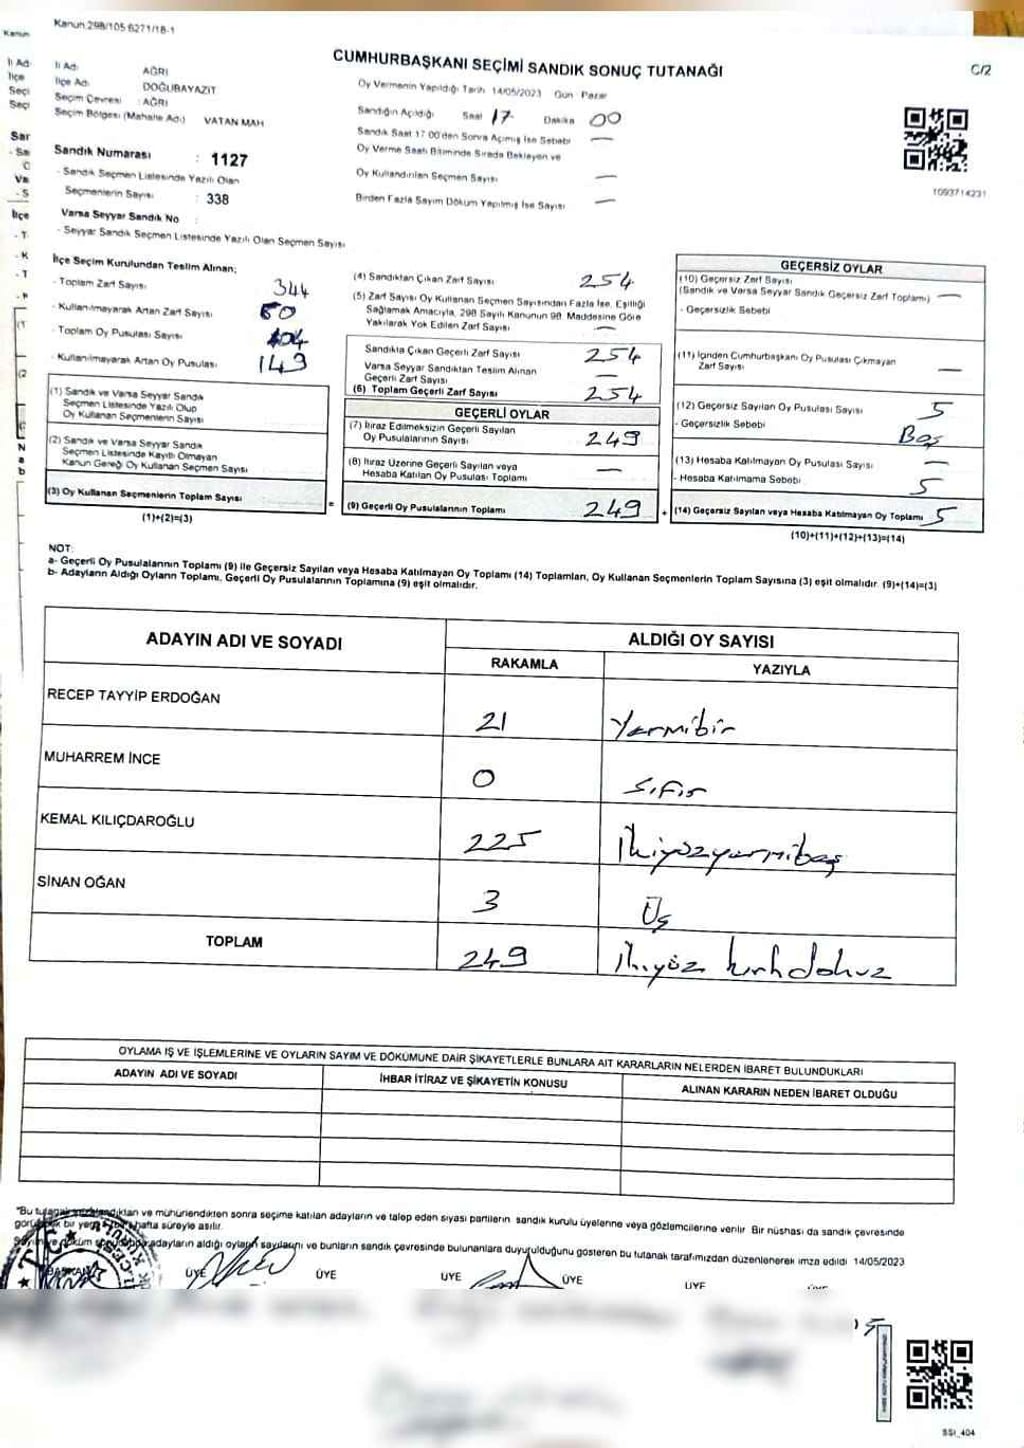 Kanun 298/105 6271/18-1
CUMHURBAŞKANI SEÇİMİ SANDIK SONUÇ TUTANAĞI
C/2
İl Adı AĞRI
İlçe Adı DOĞUBAYAZIT
Seçim Çevresi : AĞRI
Seçim Bölgesi (Mahalle Adı) VATAN MAH
Sandık Numarası : 1127
- Sandık Seçmen Listesinde Yazılı Olan
Seçmenlerin Sayısı : 338
Varsa Seyyar Sandık No :
- Seyyar Sandık Seçmen Listesinde Yazılı Olan Seçmen Sayısı
Oy Vermenin Yapıldığı Tarih 14/05/2023 Gün Pazar
Sandığın Açıldığı Saat 17 Dakika 00
Sandık Saat 17 00'den Sonra Açılmış İse Sebebi —
Oy Verme Saati Bitiminde Sırada Bekleyen ve
Oy Kullandırılan Seçmen Sayısı —
Birden Fazla Sayım Döküm Yapılmış İse Sayısı —
1093714231
İlçe Seçim Kurulundan Teslim Alınan;
- Toplam Zarf Sayısı 344
- Kullanılmayarak Artan Zarf Sayısı
- Toplam Oy Pusulası Sayısı
- Kullanılmayarak Artan Oy Pusulası 149
(1) Sandık ve Varsa Seyyar Sandık
Seçmen Listesinde Yazılı Olup
Oy Kullanan Seçmenlerin Sayısı
(2) Sandık ve Varsa Seyyar Sandık
Seçmen Listesinde Kayıtlı Olmayan
Kanun Gereği Oy Kullanan Seçmen Sayısı
(3) Oy Kullanan Seçmenlerin Toplam Sayısı
(1)+(2)=(3)
(4) Sandıktan Çıkan Zarf Sayısı 254
(5) Zarf Sayısı Oy Kullanan Seçmen Sayısından Fazla İse, Eşitliği
Sağlamak Amacıyla, 298 Sayılı Kanunun 98. Maddesine Göre
Yakılarak Yok Edilen Zarf Sayısı —
Sandıkta Çıkan Geçerli Zarf Sayısı 254
Varsa Seyyar Sandıktan Teslim Alınan
Geçerli Zarf Sayısı —
(6) Toplam Geçerli Zarf Sayısı 254
GEÇERLİ OYLAR
(7) İtiraz Edilmeksizin Geçerli Sayılan
Oy Pusulalarının Sayısı 249
(8) İtiraz Üzerine Geçerli Sayılan veya
Hesaba Katılan Oy Pusulası Toplamı —
(9) Geçerli Oy Pusulalarının Toplamı 249
GEÇERSİZ OYLAR
(10) Geçersiz Zarf Sayısı
(Sandık ve Varsa Seyyar Sandık Geçersiz Zarf Toplamı) —
- Geçersizlik Sebebi
(11) İçinden Cumhurbaşkanı Oy Pusulası Çıkmayan
Zarf Sayısı —
(12) Geçersiz Sayılan Oy Pusulası Sayısı 5
- Geçersizlik Sebebi Boş
(13) Hesaba Katılmayan Oy Pusulası Sayısı —
- Hesaba Katılmama Sebebi 5
(14) Geçersiz Sayılan veya Hesaba Katılmayan Oy Toplamı 5
(10)+(11)+(12)+(13)=(14)
NOT:
a- Geçerli Oy Pusulalarının Toplamı (9) ile Geçersiz Sayılan veya Hesaba Katılmayan Oy Toplamı (14) Toplamları, Oy Kullanan Seçmenlerin Toplam Sayısına (3) eşit olmalıdır. (9)+(14)=(3)
b- Adayların Aldığı Oyların Toplamı, Geçerli Oy Pusulalarının Toplamına (9) eşit olmalıdır.
ADAYIN ADI VE SOYADI ALDIĞI OY SAYISI
RAKAMLA YAZIYLA
RECEP TAYYİP ERDOĞAN 21 Yirmibir
MUHARREM İNCE 0 Sıfır
KEMAL KILIÇDAROĞLU 225 İkiyüzyirmibeş
SİNAN OĞAN 3 Üç
TOPLAM 249 İkiyüz kırkdokuz
OYLAMA İŞ VE İŞLEMLERİNE VE OYLARIN SAYIM VE DÖKÜMÜNE DAİR ŞİKAYETLERLE BUNLARA AİT KARARLARIN NELERDEN İBARET BULUNDUKLARI
ADAYIN ADI VE SOYADI İHBAR İTİRAZ VE ŞİKAYETİN KONUSU ALINAN KARARIN NEDEN İBARET OLDUĞU
"Bu tutanak ve mühürlendikten sonra seçime katılan adayların ve talep eden siyasi partilerin sandık kurulu üyelerine veya gözlemcilerine verilir Bir nüshası da sandık çevresinde
bir hafta süreyle asılır.
adayların aldığı oyların sayılarını ve bunların sandık çevresinde bulunanlara duyurulduğunu gösteren bu tutanak tarafımızdan düzenlenerek imza edildi 14/05/2023
BAŞKAN ÜYE ÜYE ÜYE ÜYE ÜYE
SSI_404